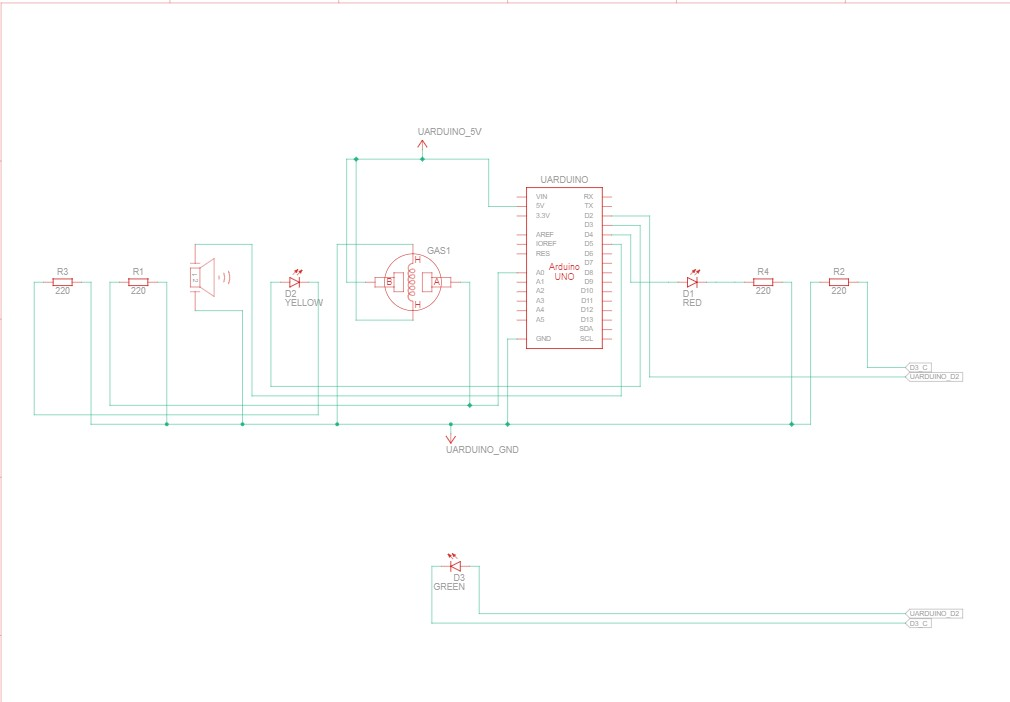 UARDUINO_5V
UARDUINO
VIN RX
5V TX
3.3V D2
D3
AREF D4
IOREF D5
RES D6
D7
A0 D8
A1 D9
A2 D10
A3 D11
A4 D12
A5 D13
SDA
GND SCL
Arduino
UNO
GAS1
H
B A
H
R3
220
R1
220
1 2
D2
YELLOW
D1
RED
R4
220
R2
220
D3_C
UARDUINO_D2
UARDUINO_GND
D3
GREEN
UARDUINO_D2
D3_C